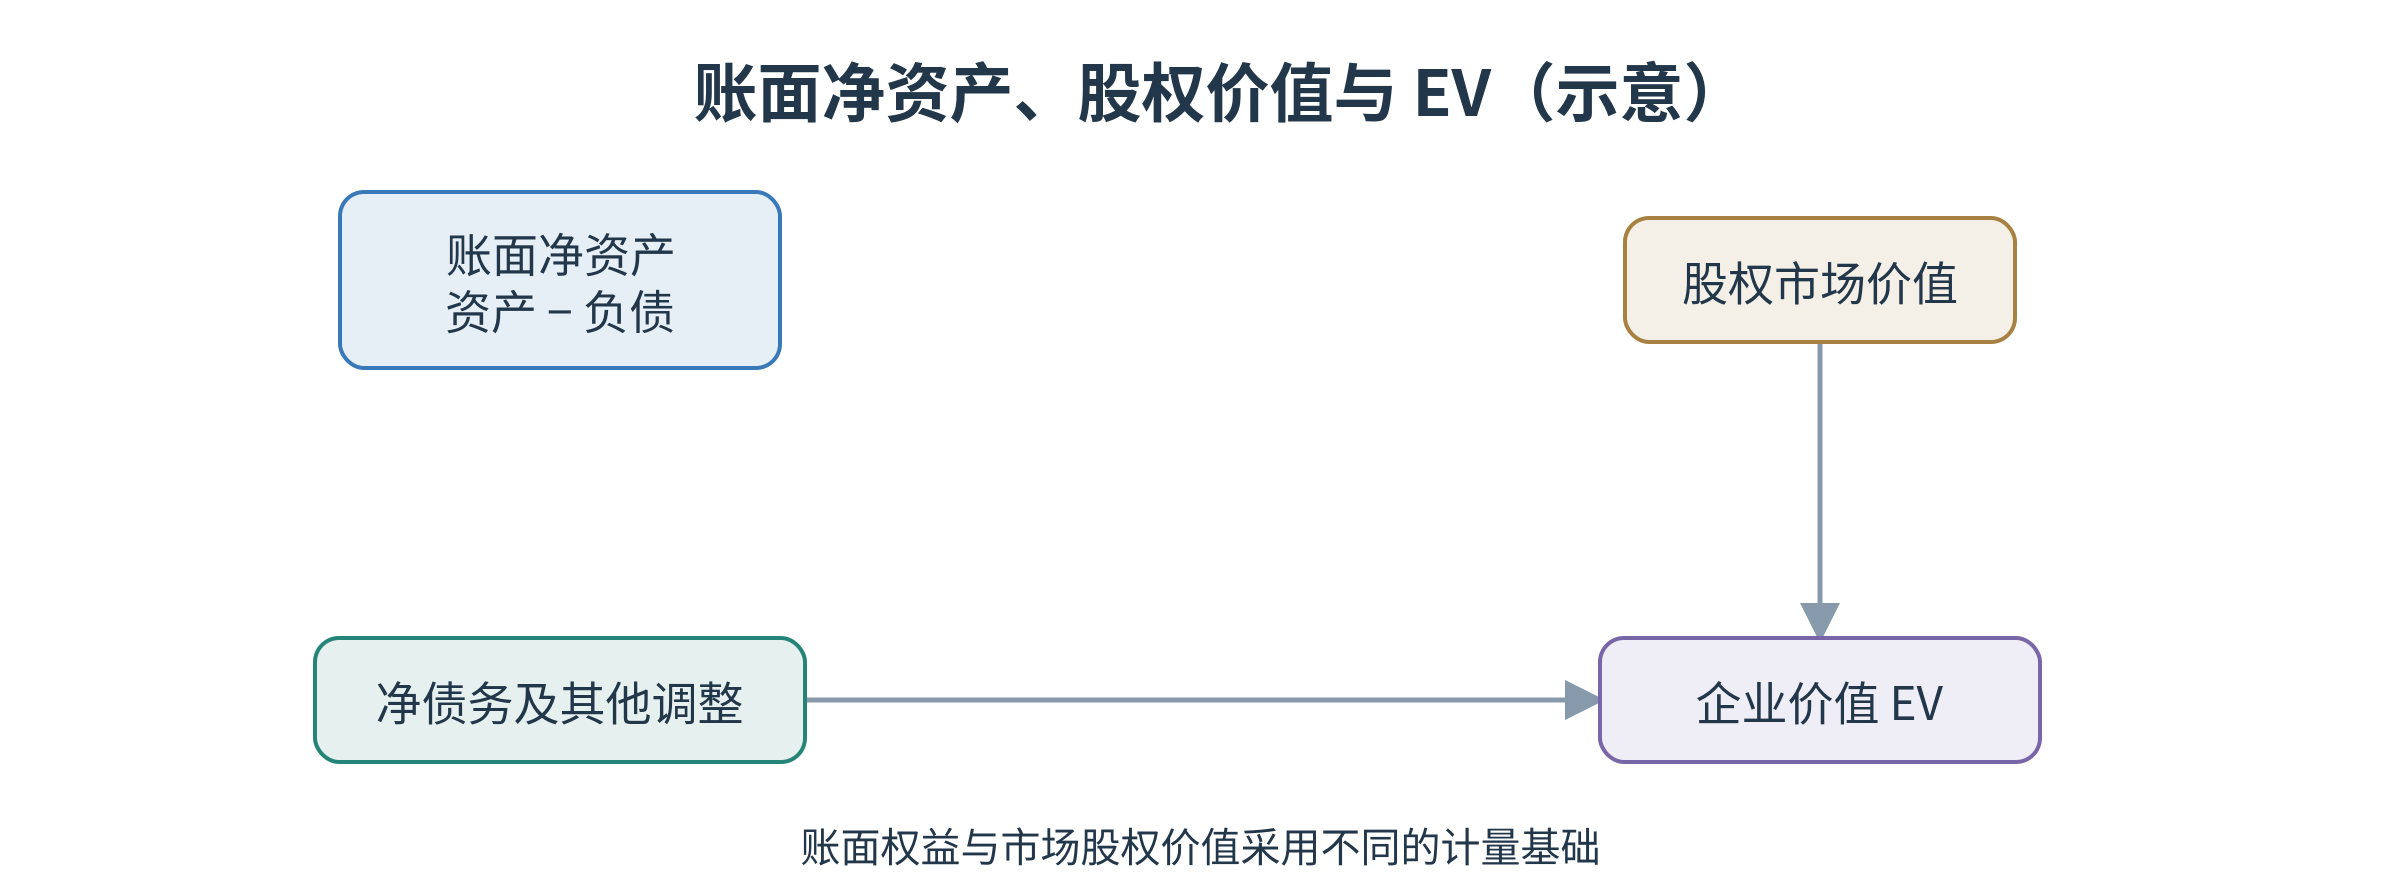 账面净资产、股权价值与 EV（示意）
账面净资产
资产 – 负债
股权市场价值
净债务及其他调整
企业价值 EV
账面权益与市场股权价值采用不同的计量基础